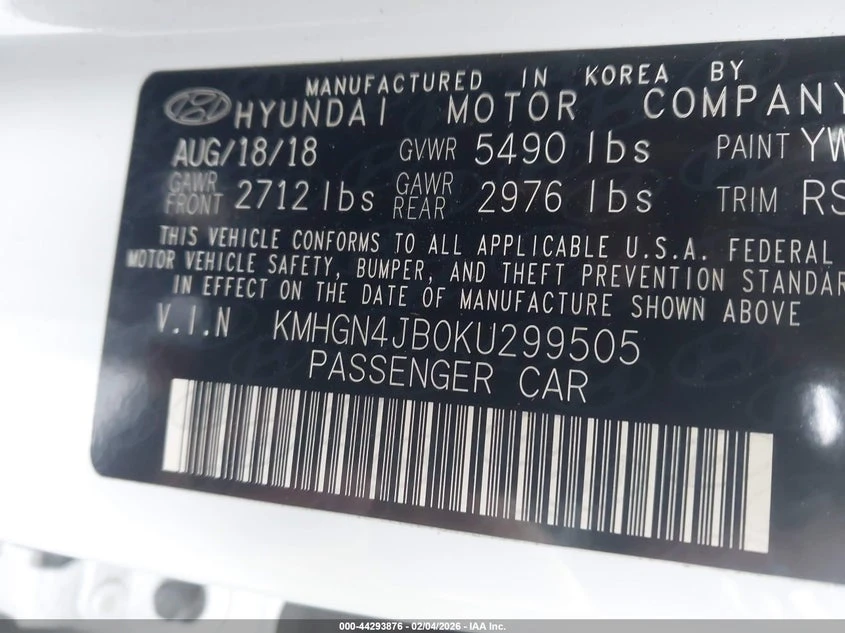 MANUFACTURED IN KOREA BY
HYUNDAI MOTOR COMPANY
AUG/18/18 GVWR 5490 lbs PAINT YW
GAWR FRONT 2712 lbs GAWR REAR 2976 lbs TRIM RS
THIS VEHICLE CONFORMS TO ALL APPLICABLE U.S.A. FEDERAL
MOTOR VEHICLE SAFETY, BUMPER, AND THEFT PREVENTION STANDAR
IN EFFECT ON THE DATE OF MANUFACTURE SHOWN ABOVE
V.I.N KMHGN4JB0KU299505
PASSENGER CAR
000-44293876 - 02/04/2026 - IAA Inc.